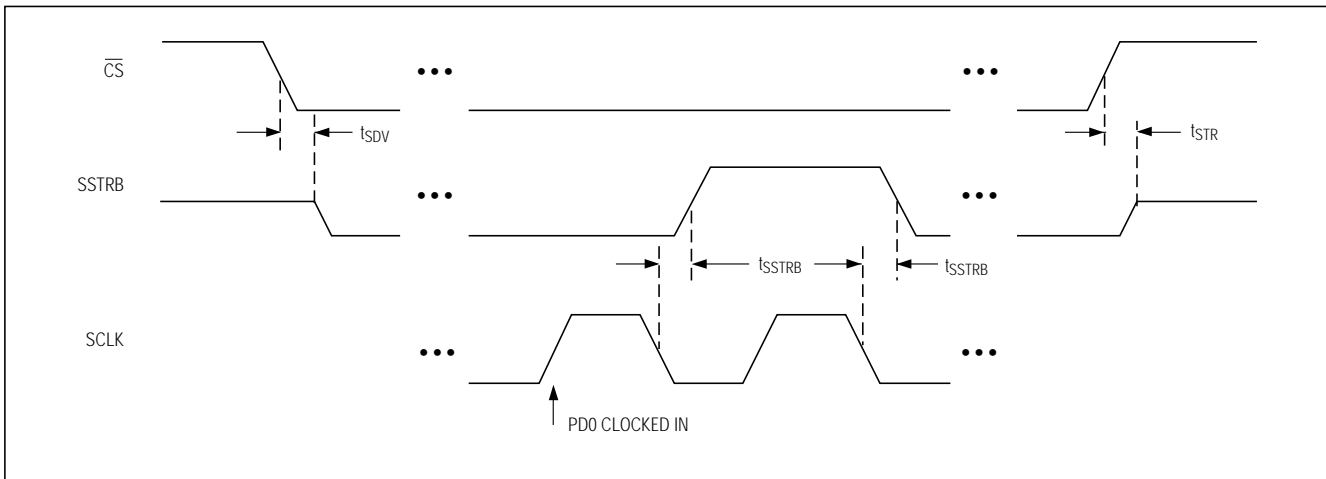 CS
tSDV
tSTR
SSTRB
tSSTRB
tSSTRB
SCLK
PD0 CLOCKED IN